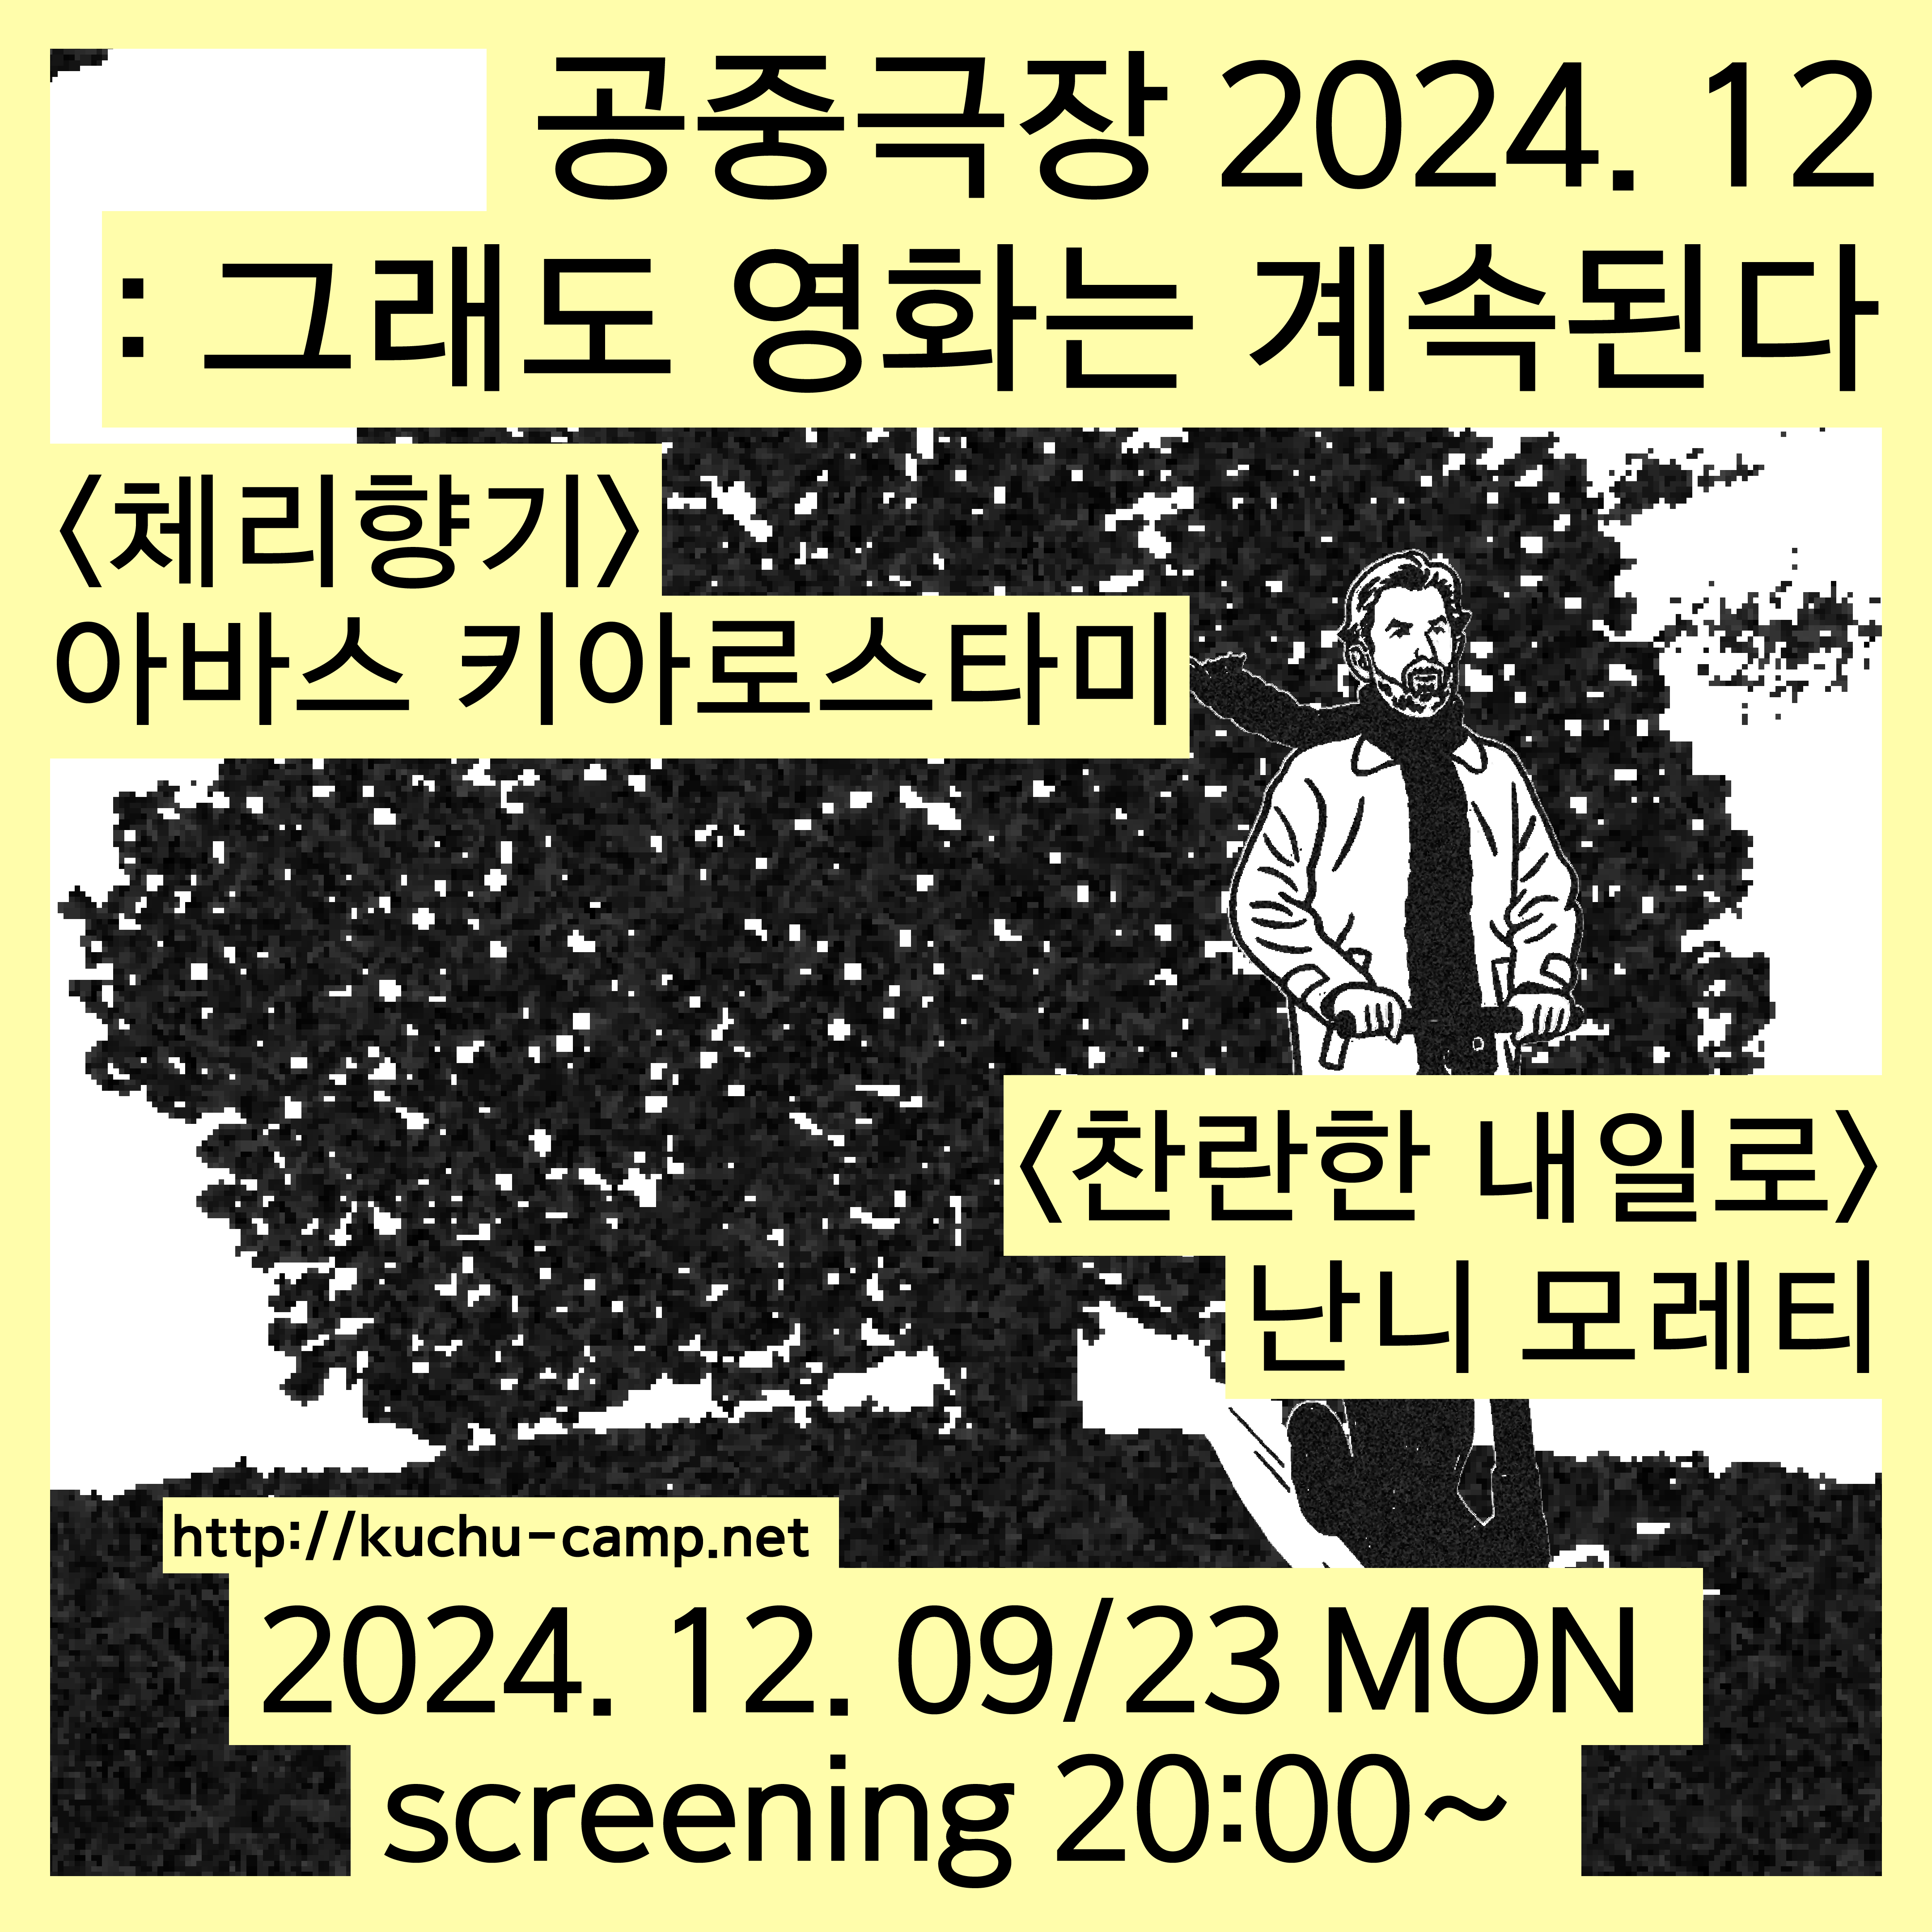 공중극장 2024. 12
: 그래도 영화는 계속된다
<체리향기>
아바스 키아로스타미
<찬란한 내일로>
난니 모레티
http://kuchu-camp.net
2024. 12. 09/23 MON
screening 20:00~